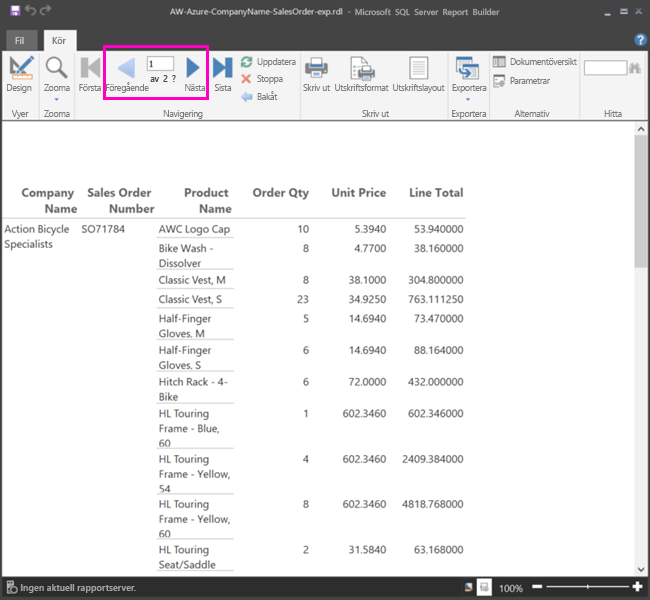 AW-Azure-CompanyName-SalesOrder-exp.rdl - Microsoft SQL Server Report Builder
Fil Kör
Design Zooma Första Föregående 1 av 2 ? Nästa Sista Uppdatera Stoppa Bakåt Skriv ut Utskriftsformat Utskriftslayout Exportera Dokumentöversikt Parametrar
Vyer Zooma Navigering Skriv ut Exportera Alternativ Hitta
Company Name Sales Order Number Product Name Order Qty Unit Price Line Total
Action Bicycle Specialists SO71784 AWC Logo Cap 10 5.3940 53.940000
Bike Wash - Dissolver 8 4.7700 38.160000
Classic Vest, M 8 38.1000 304.800000
Classic Vest, S 23 34.9250 763.111250
Half-Finger Gloves, M 5 14.6940 73.470000
Half-Finger Gloves, S 6 14.6940 88.164000
Hitch Rack - 4-Bike 6 72.0000 432.000000
HL Touring Frame - Blue, 60 1 602.3460 602.346000
HL Touring Frame - Yellow, 54 4 602.3460 2409.384000
HL Touring Frame - Yellow, 60 8 602.3460 4818.768000
HL Touring Seat/Saddle 2 31.5840 63.168000
Ingen aktuell rapportserver. 100%